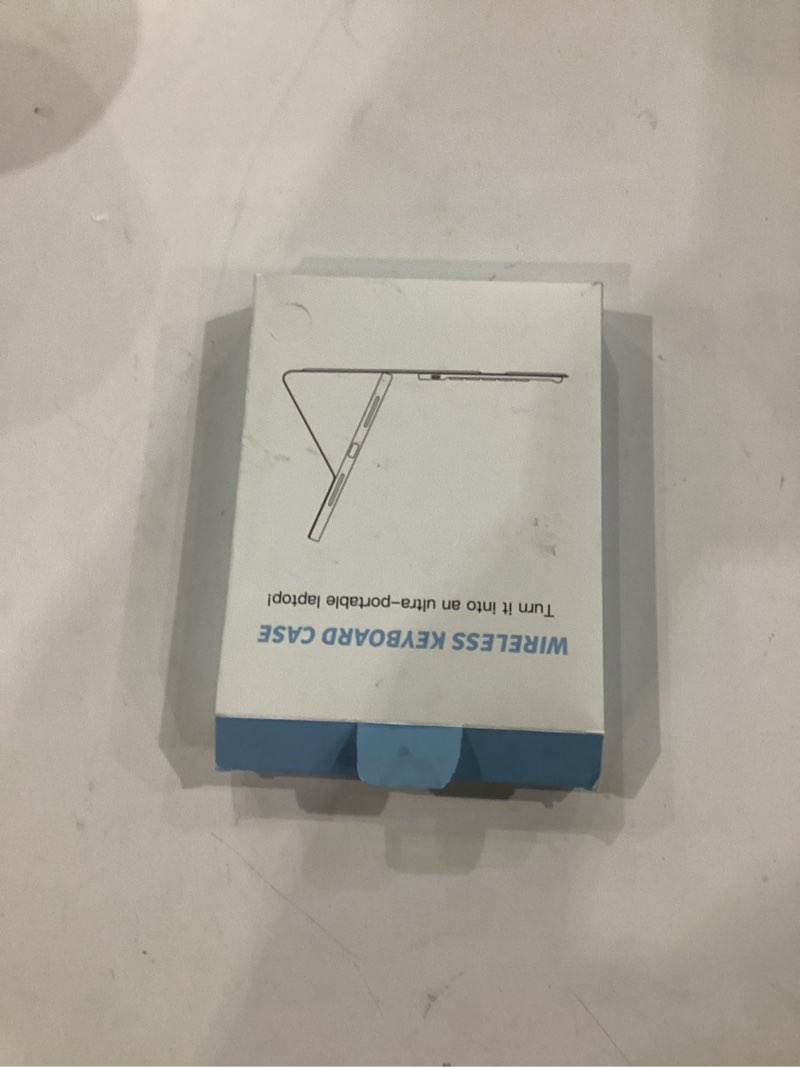 WIRELESS KEYBOARD CASE
Turn it into an ultra-portable laptop!